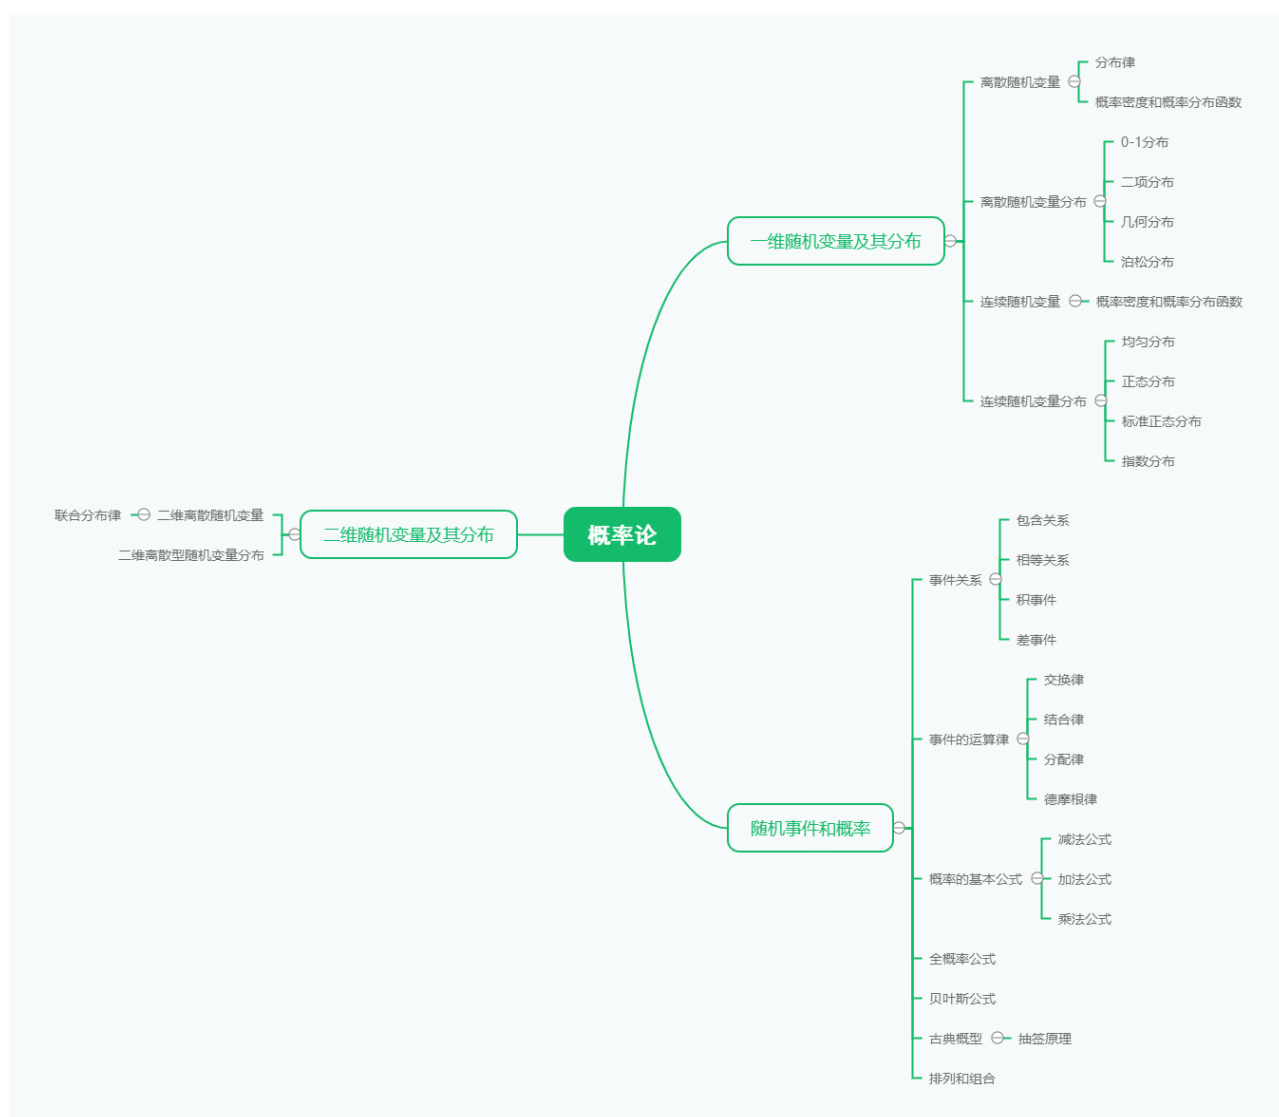 概率论
一维随机变量及其分布
离散随机变量
分布律
概率密度和概率分布函数
离散随机变量分布
0-1分布
二项分布
几何分布
泊松分布
连续随机变量
概率密度和概率分布函数
连续随机变量分布
均匀分布
正态分布
标准正态分布
指数分布
二维随机变量及其分布
二维离散随机变量
联合分布律
二维离散型随机变量分布
随机事件和概率
事件关系
包含关系
相等关系
积事件
差事件
事件的运算律
交换律
结合律
分配律
德摩根律
概率的基本公式
减法公式
加法公式
乘法公式
全概率公式
贝叶斯公式
古典概型
抽签原理
排列和组合